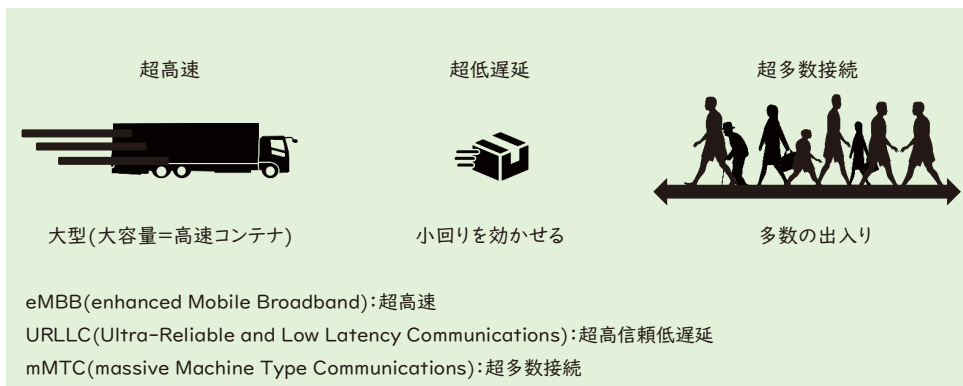 超高速
超低遅延
超多数接続
大型(大容量=高速コンテナ)
小回りを効かせる
多数の出入り
eMBB(enhanced Mobile Broadband):超高速
URLLC(Ultra-Reliable and Low Latency Communications):超高信頼低遅延
mMTC(massive Machine Type Communications):超多数接続